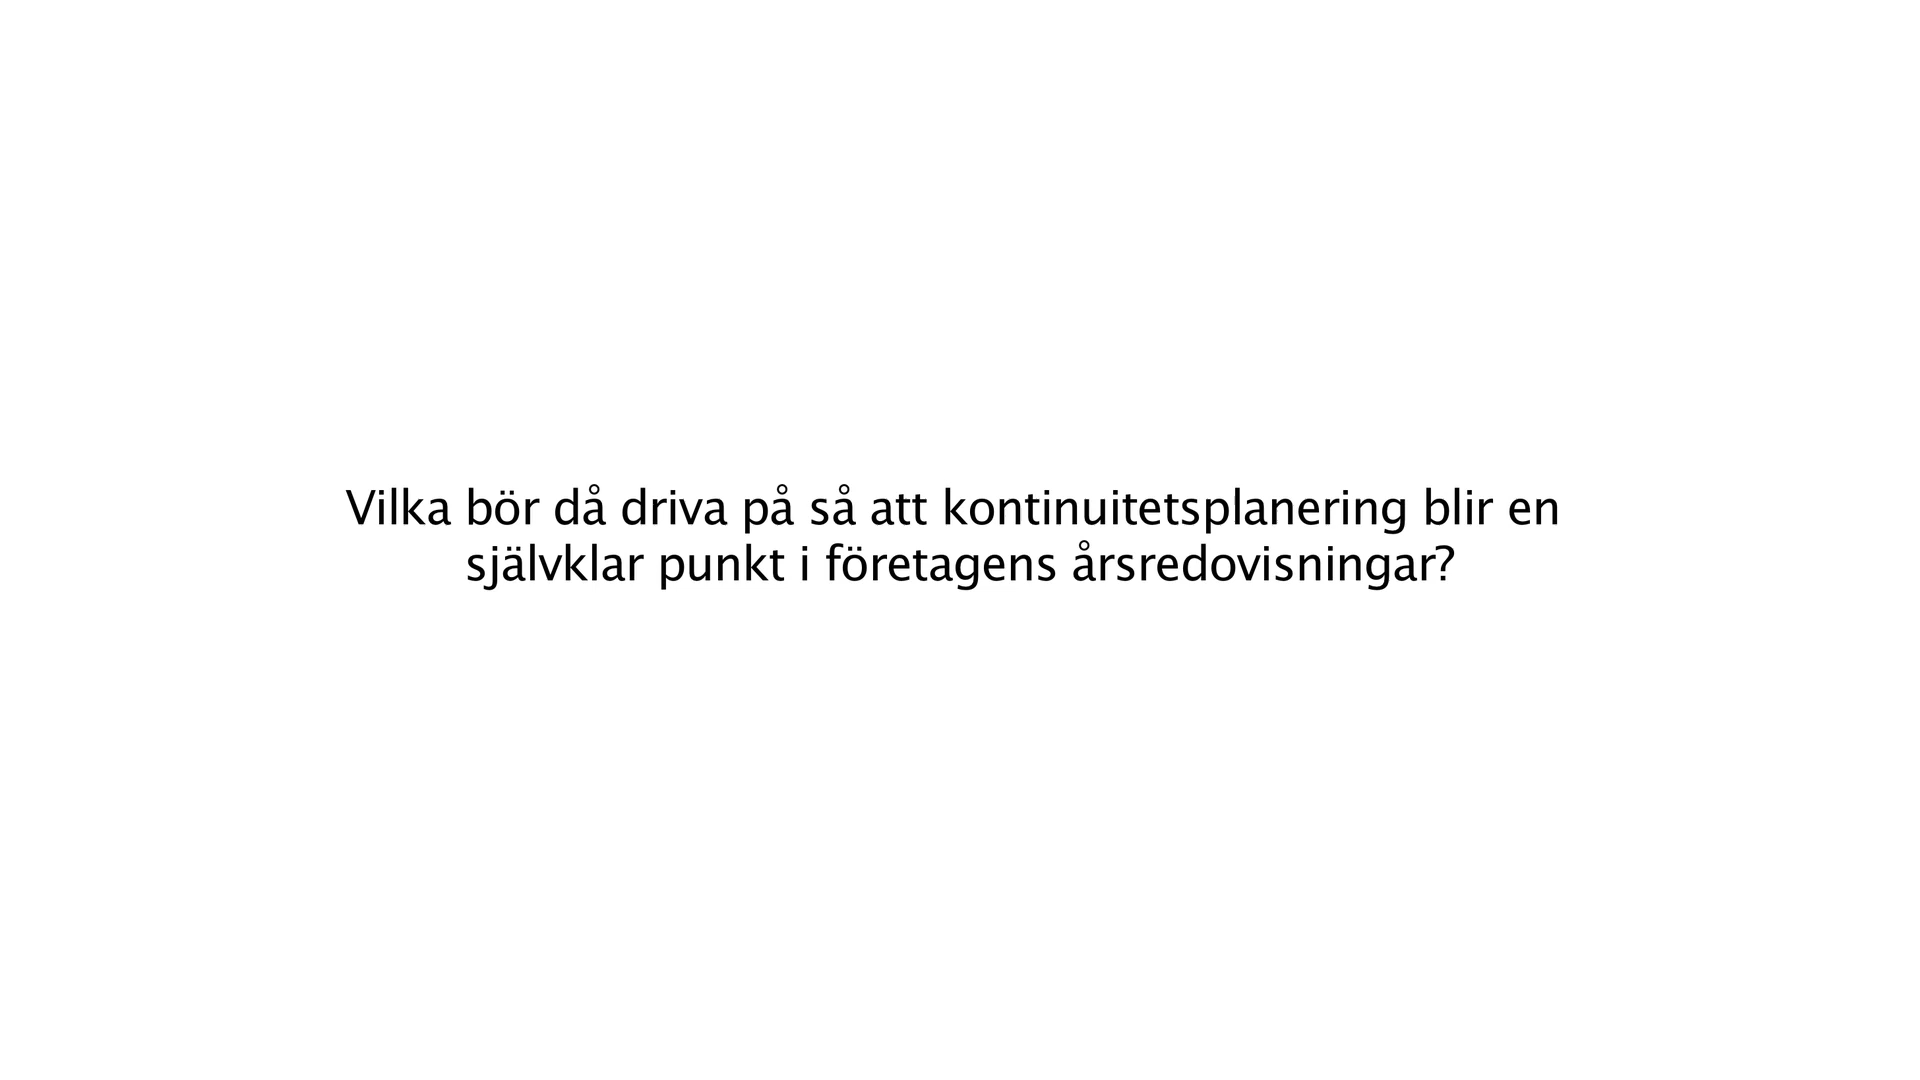 Vilka bör då driva på så att kontinuitetsplanering blir en
självklar punkt i företagens årsredovisningar?